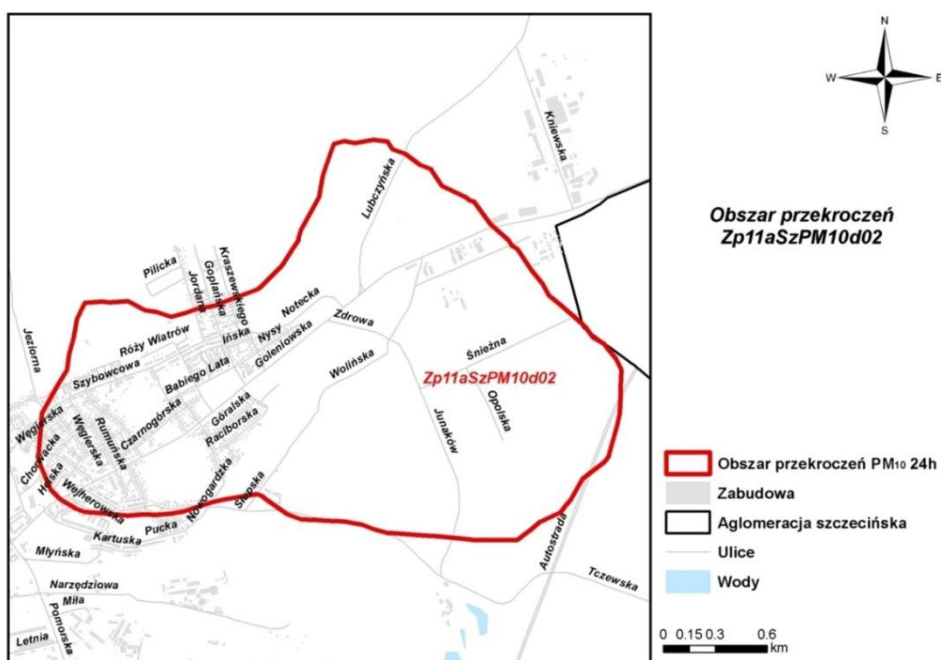 N
W E
S
Obszar przekroczeń
Zp11aSzPM10d02
Kniewska
Lubczyńska
Pilicka
Jordana
Goplańska
Kraszewskiego
Notecka
Nysy
Ińska
Goleniowska
Zdrowa
Jeziorna
Róży Wiatrów
Szybowcowa
Babiego Lata
Wolińska
Śnieżna
Zp11aSzPM10d02
Opolska
Junaków
Góralska
Raciborska
Czarnogórska
Węgierska
Węgierska
Rumuńska
Chorwacka
Helska
Wejherowska
Nowogardzka
Słupska
Pucka
Kartuska
Młyńska
Narzędziowa
Miła
Pomorska
Letnia
Autostrada
Tczewska
Obszar przekroczeń PM10 24h
Zabudowa
Aglomeracja szczecińska
Ulice
Wody
0 0.15 0.3 0.6
km